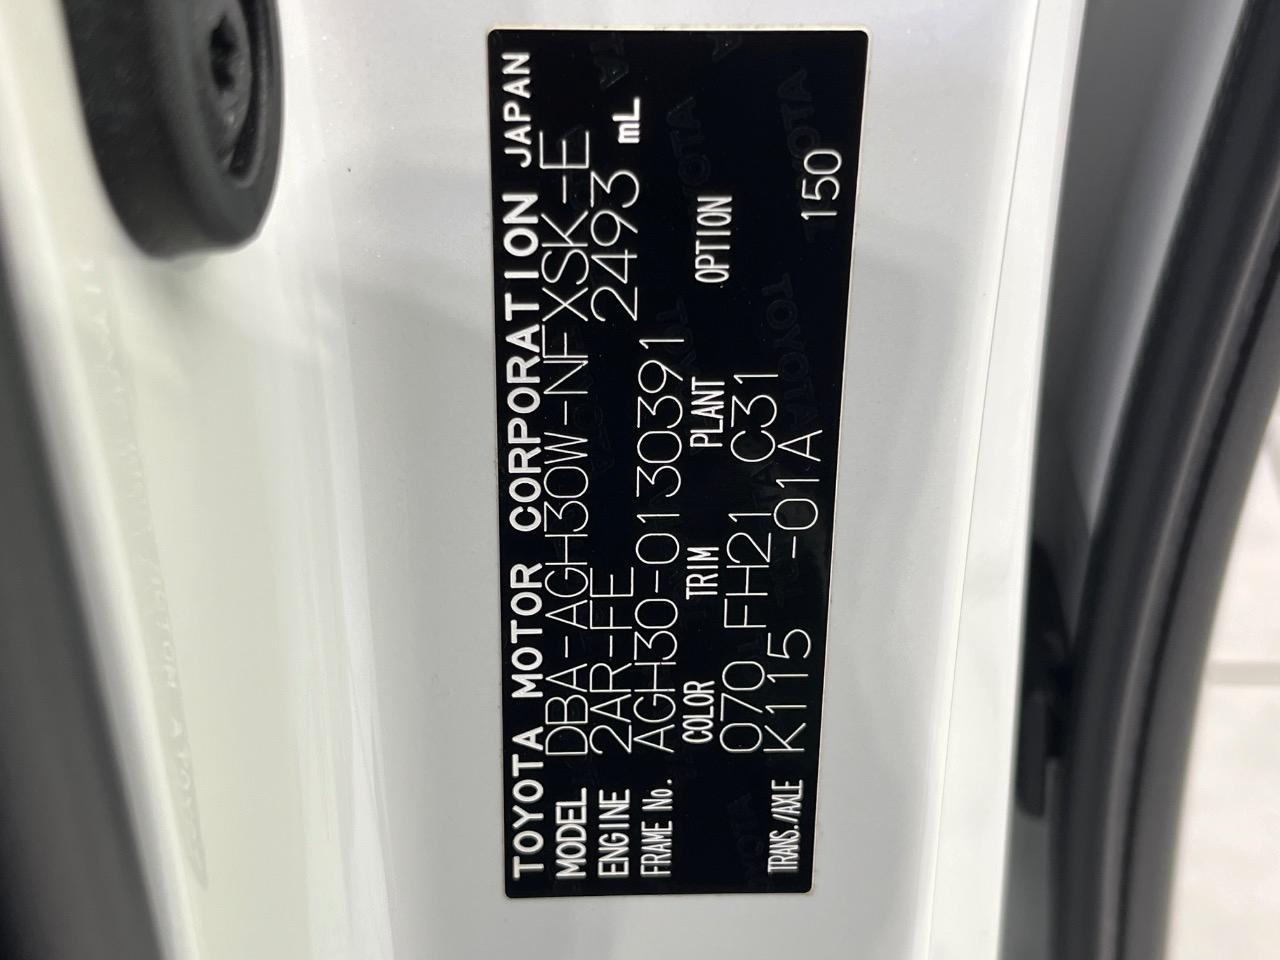 TOYOTA MOTOR CORPORATION JAPAN
MODEL DBA-AGH30W-NFXSK-E
ENGINE 2AR-FE 2493 mL
FRAME No. AGH30-0130391
COLOR TRIM PLANT OPTION
070 FH21 C31
TRANS./AXLE K115 -01A 150